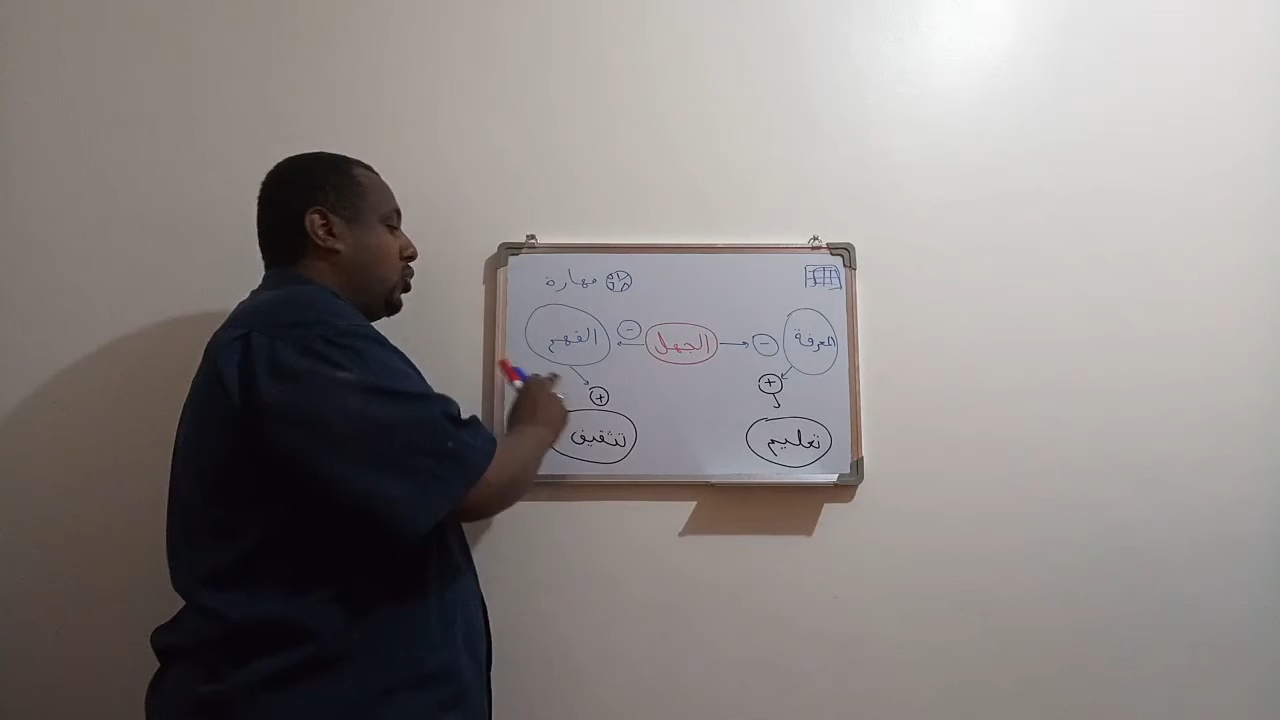 مهارة
المعرفة
-
الجهل
-
الفهم
+
+
تعليم
تثقيف